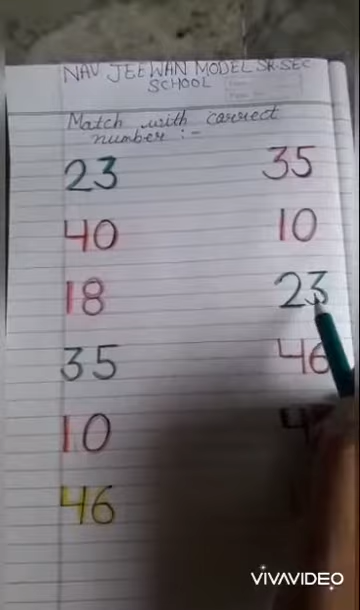 NAV JEEWAN MODEL SR.SEC
SCHOOL
Match with correct
number :-
23 35
40 10
18 23
35 46
10 4
46
VIVAVIDEO